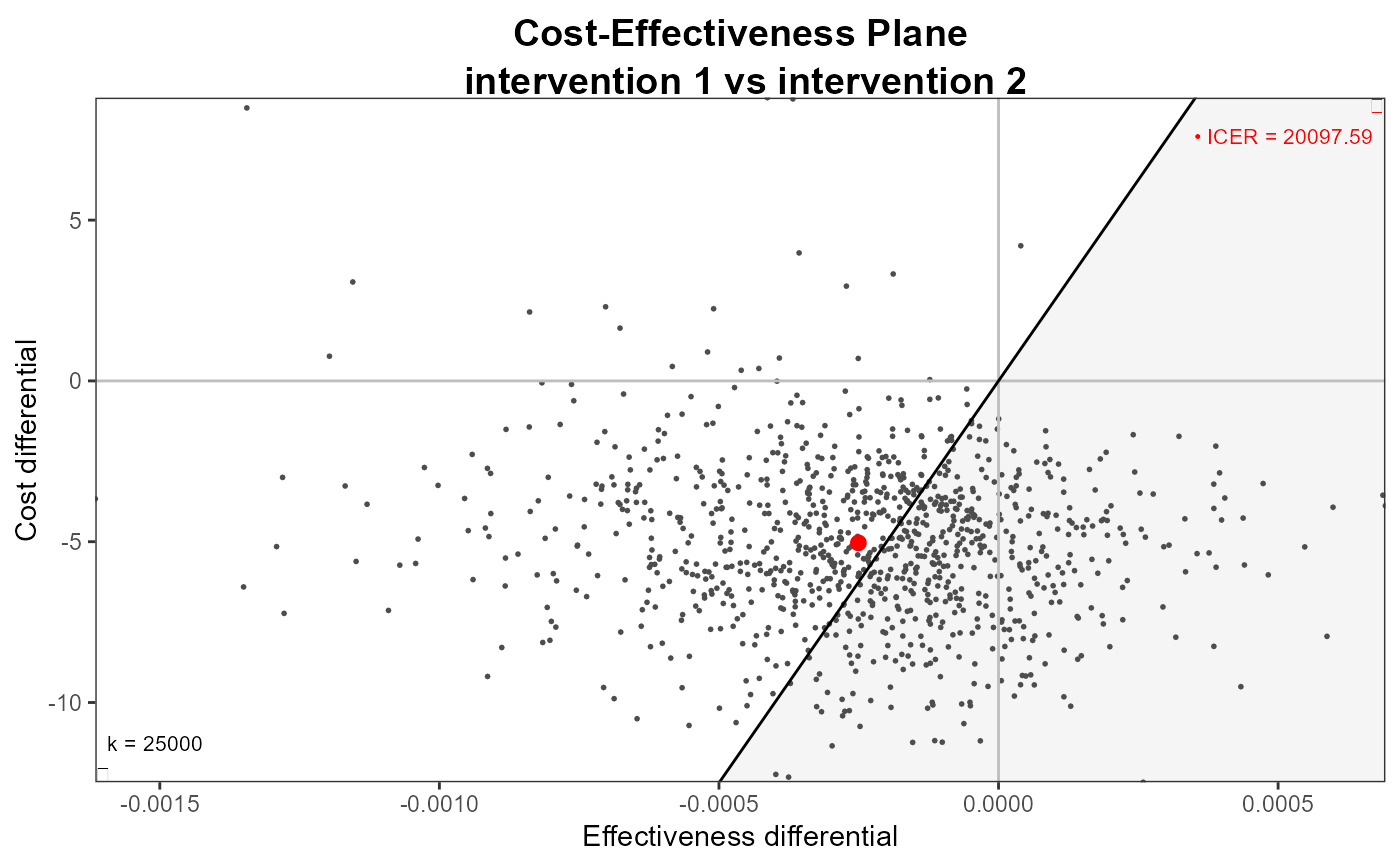 Cost-Effectiveness Plane
intervention 1 vs intervention 2
• ICER = 20097.59
5
0
-5
-10
Cost differential
k = 25000
-0.0015
-0.0010
-0.0005
0.0000
0.0005
Effectiveness differential